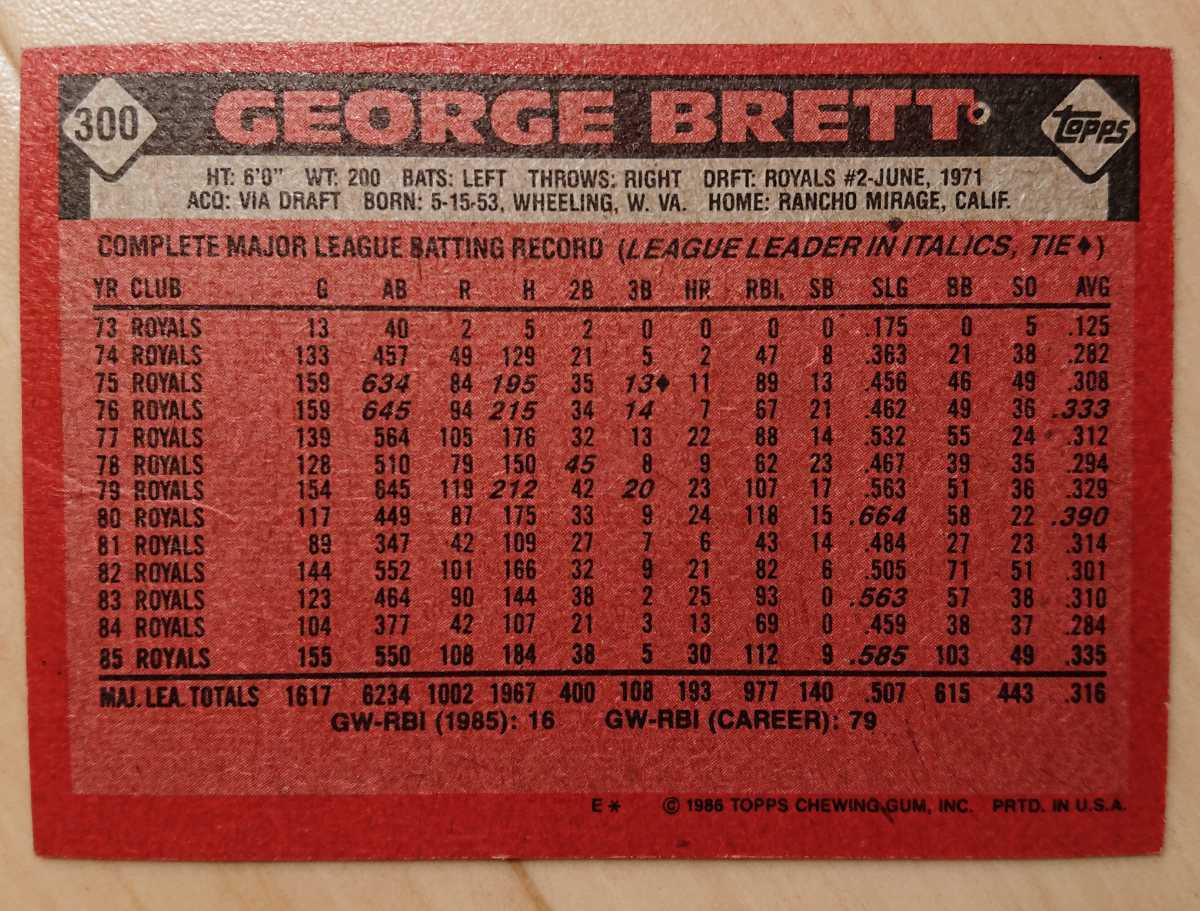 300 GEORGE BRETT topps
HT: 6'0" WT: 200 BATS: LEFT THROWS: RIGHT DRFT: ROYALS #2-JUNE, 1971
ACQ: VIA DRAFT BORN: 5-15-53, WHEELING, W. VA. HOME: RANCHO MIRAGE, CALIF.
COMPLETE MAJOR LEAGUE BATTING RECORD (LEAGUE LEADER IN ITALICS, TIE♦)
YR CLUB G AB R H 2B 3B HR RBI SB SLG BB SO AVG
73 ROYALS 13 40 2 5 2 0 0 0 0 .175 0 5 .125
74 ROYALS 133 457 49 129 21 5 2 47 8 .363 21 38 .282
75 ROYALS 159 634 84 195 35 13♦ 11 89 13 .456 46 49 .308
76 ROYALS 159 645 94 215 34 14 7 67 21 .462 49 36 .333
77 ROYALS 139 564 105 176 32 13 22 88 14 .532 55 24 .312
78 ROYALS 128 510 79 150 45 8 9 62 23 .467 39 35 .294
79 ROYALS 154 645 119 212 42 20 23 107 17 .563 51 36 .329
80 ROYALS 117 449 87 175 33 9 24 118 15 .664 58 22 .390
81 ROYALS 89 347 42 109 27 7 6 43 14 .484 27 23 .314
82 ROYALS 144 552 101 166 32 9 21 82 6 .505 71 51 .301
83 ROYALS 123 464 90 144 38 2 25 93 0 .563 57 38 .310
84 ROYALS 104 377 42 107 21 3 13 69 0 .459 38 37 .284
85 ROYALS 155 550 108 184 38 5 30 112 9 .585 103 49 .335
MAJ. LEA. TOTALS 1617 6234 1002 1967 400 108 193 977 140 .507 615 443 .316
GW-RBI (1985): 16 GW-RBI (CAREER): 79
E* © 1986 TOPPS CHEWING GUM, INC. PRTD. IN U.S.A.